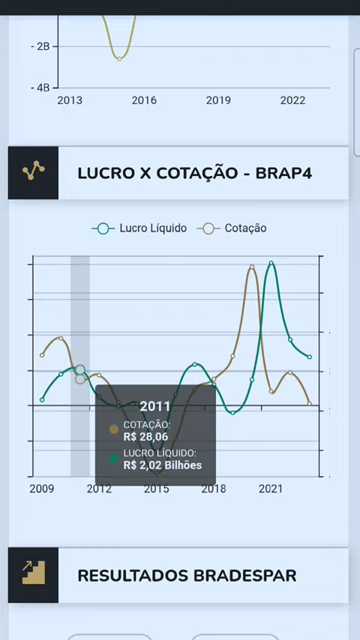 - 2B
- 4B
2013 2016 2019 2022
LUCRO X COTAÇÃO - BRAP4
Lucro Líquido Cotação
2011
COTAÇÃO:
R$ 28,06
LUCRO LÍQUIDO:
R$ 2,02 Bilhões
2009 2012 2015 2018 2021
RESULTADOS BRADESPAR